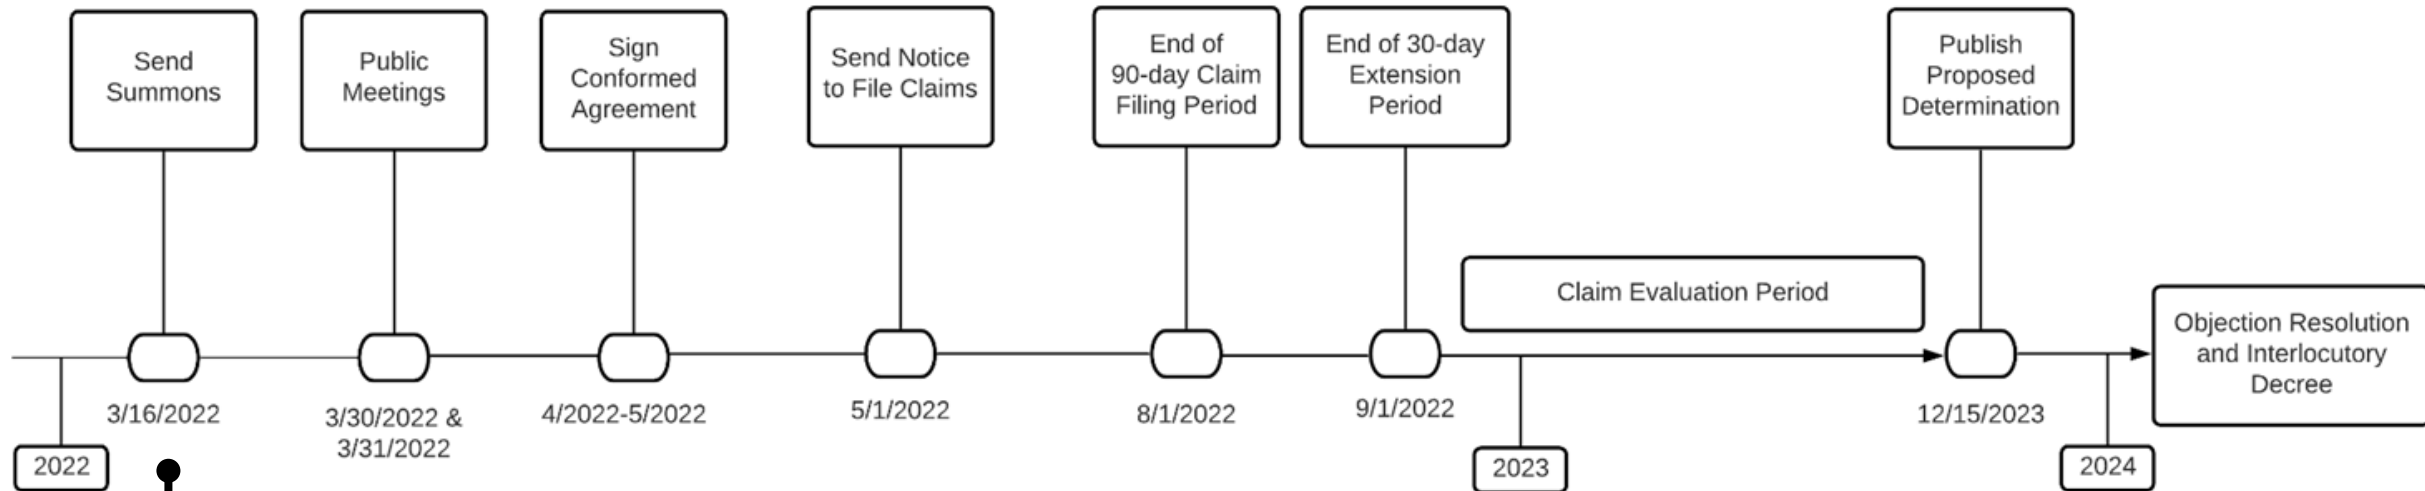 Send
Summons
Public
Meetings
Sign
Conformed
Agreement
Send Notice
to File Claims
End of
90-day Claim
Filing Period
End of 30-day
Extension
Period
Publish
Proposed
Determination
Claim Evaluation Period
Objection Resolution
and Interlocutory
Decree
3/16/2022
3/30/2022 &
3/31/2022
4/2022-5/2022
5/1/2022
8/1/2022
9/1/2022
12/15/2023
2022
2023
2024